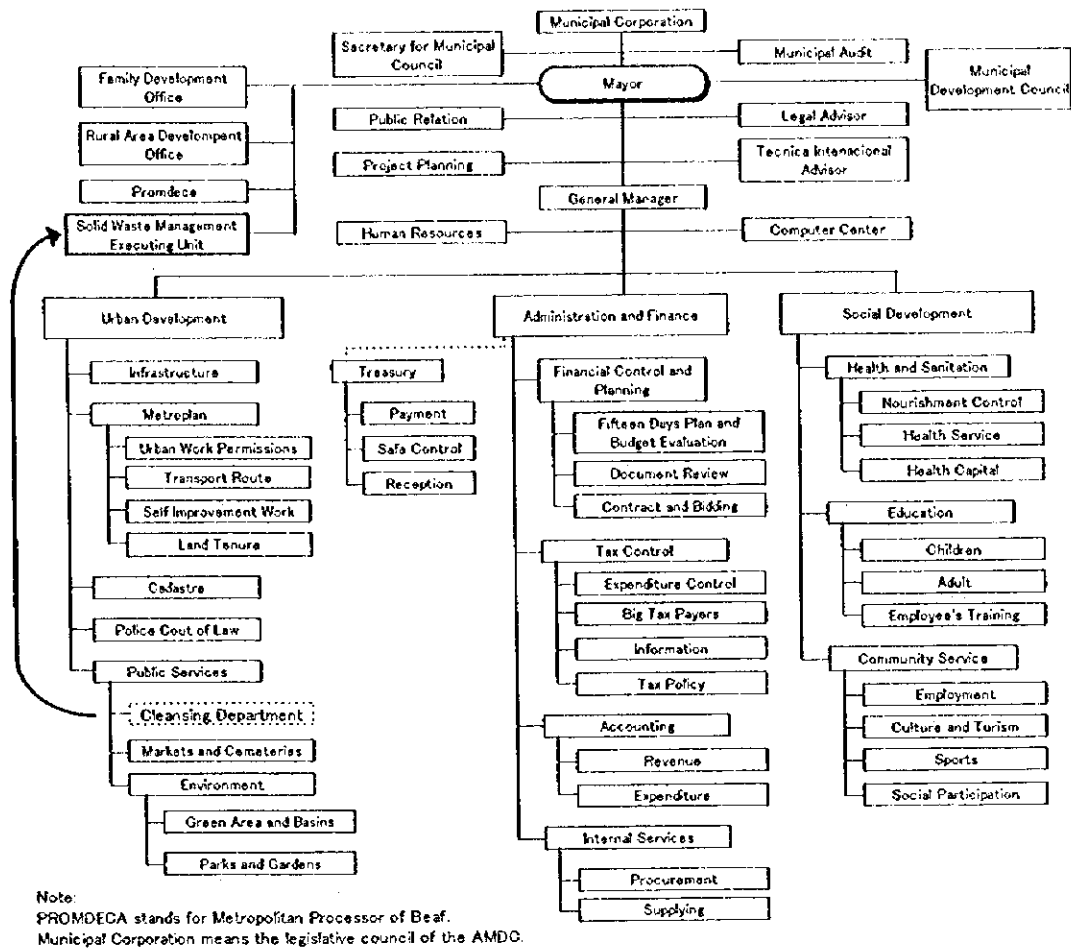 Municipal Corporation
Secretary for Municipal
Council
Municipal Audit
Family Development
Office
Mayor
Municipal
Development Council
Public Relation
Legal Advisor
Rural Area Development
Office
Project Planning
Tecnica Internacional
Advisor
Promdeca
General Manager
Solid Waste Management
Executing Unit
Human Resources
Computer Center
Urban Development
Administration and Finance
Social Development
Infrastructure
Metroplan
Urban Work Permissions
Transport Route
Self Improvement Work
Land Tenure
Cadastre
Police Cout of Law
Public Services
Cleansing Department
Markets and Cemeteries
Environment
Green Area and Basins
Parks and Gardens
Treasury
Payment
Safe Control
Reception
Financial Control and
Planning
Fifteen Days Plan and
Budget Evaluation
Document Review
Contract and Bidding
Tax Control
Expenditure Control
Big Tax Payers
Information
Tax Policy
Accounting
Revenue
Expenditure
Internal Services
Procurement
Supplying
Health and Sanitation
Nourishment Control
Health Service
Health Capital
Education
Children
Adult
Employee's Training
Community Service
Employment
Culture and Turism
Sports
Social Participation
Note:
PROMDECA stands for Metropolitan Processor of Beaf.
Municipal Corporation means the legislative council of the AMDC.